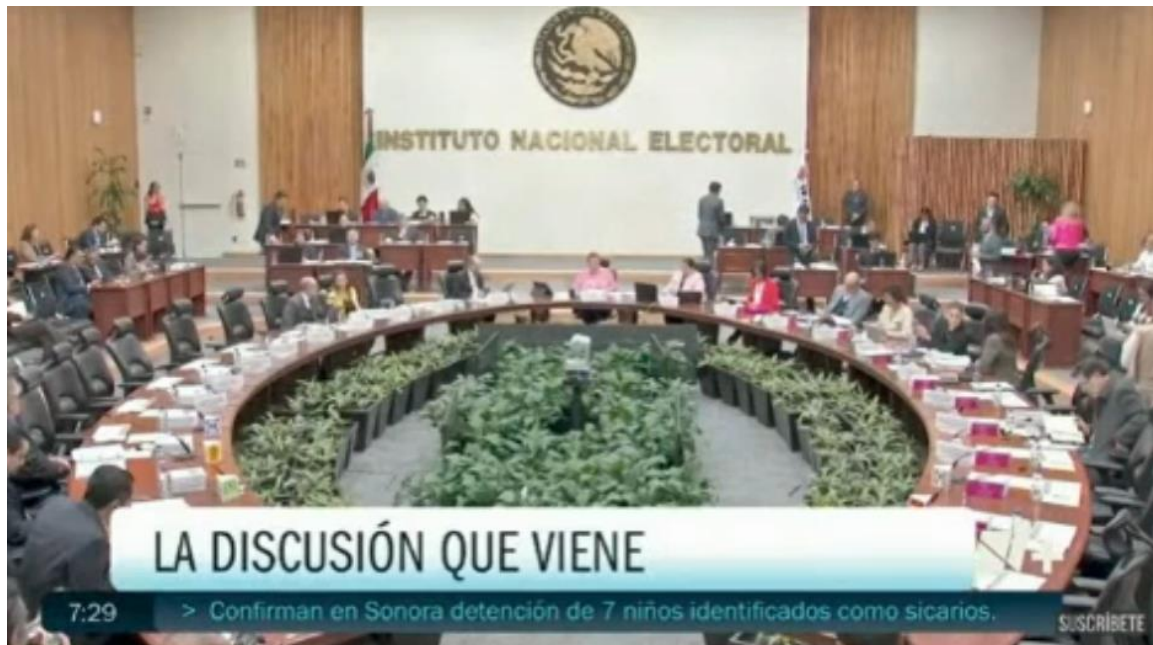 INSTITUTO NACIONAL ELECTORAL
LA DISCUSIÓN QUE VIENE
7:29 > Confirman en Sonora detención de 7 niños identificados como sicarios.
SUSCRÍBETE